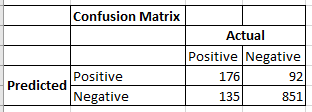 Confusion Matrix
Actual
Positive Negative
Predicted
Positive 176 92
Negative 135 851